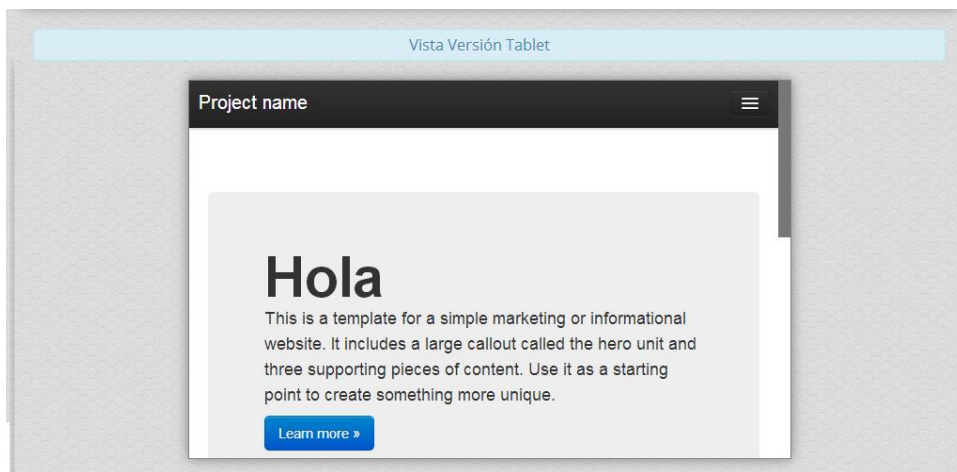 Vista Versión Tablet
Project name
Hola
This is a template for a simple marketing or informational
website. It includes a large callout called the hero unit and
three supporting pieces of content. Use it as a starting
point to create something more unique.
Learn more »